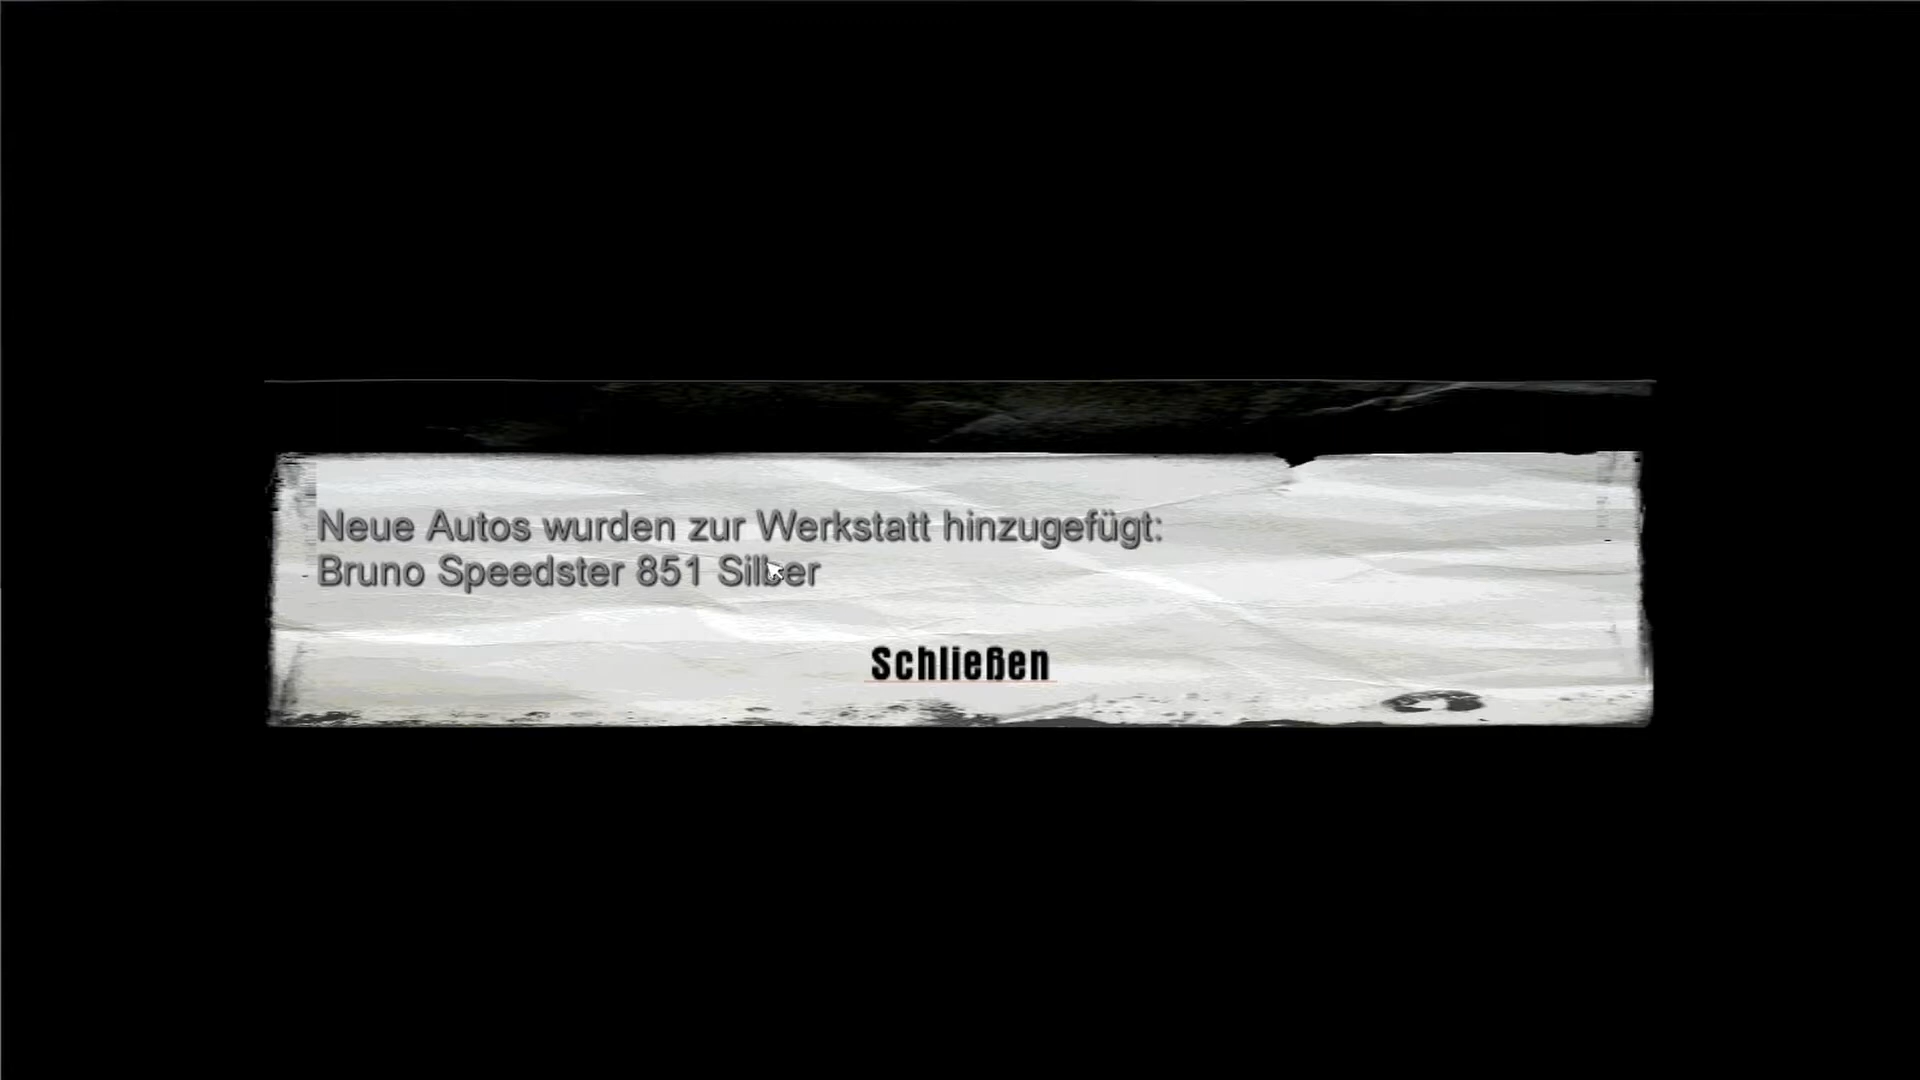 Neue Autos wurden zur Werkstatt hinzugefügt:
Bruno Speedster 851 Silber
Schließen